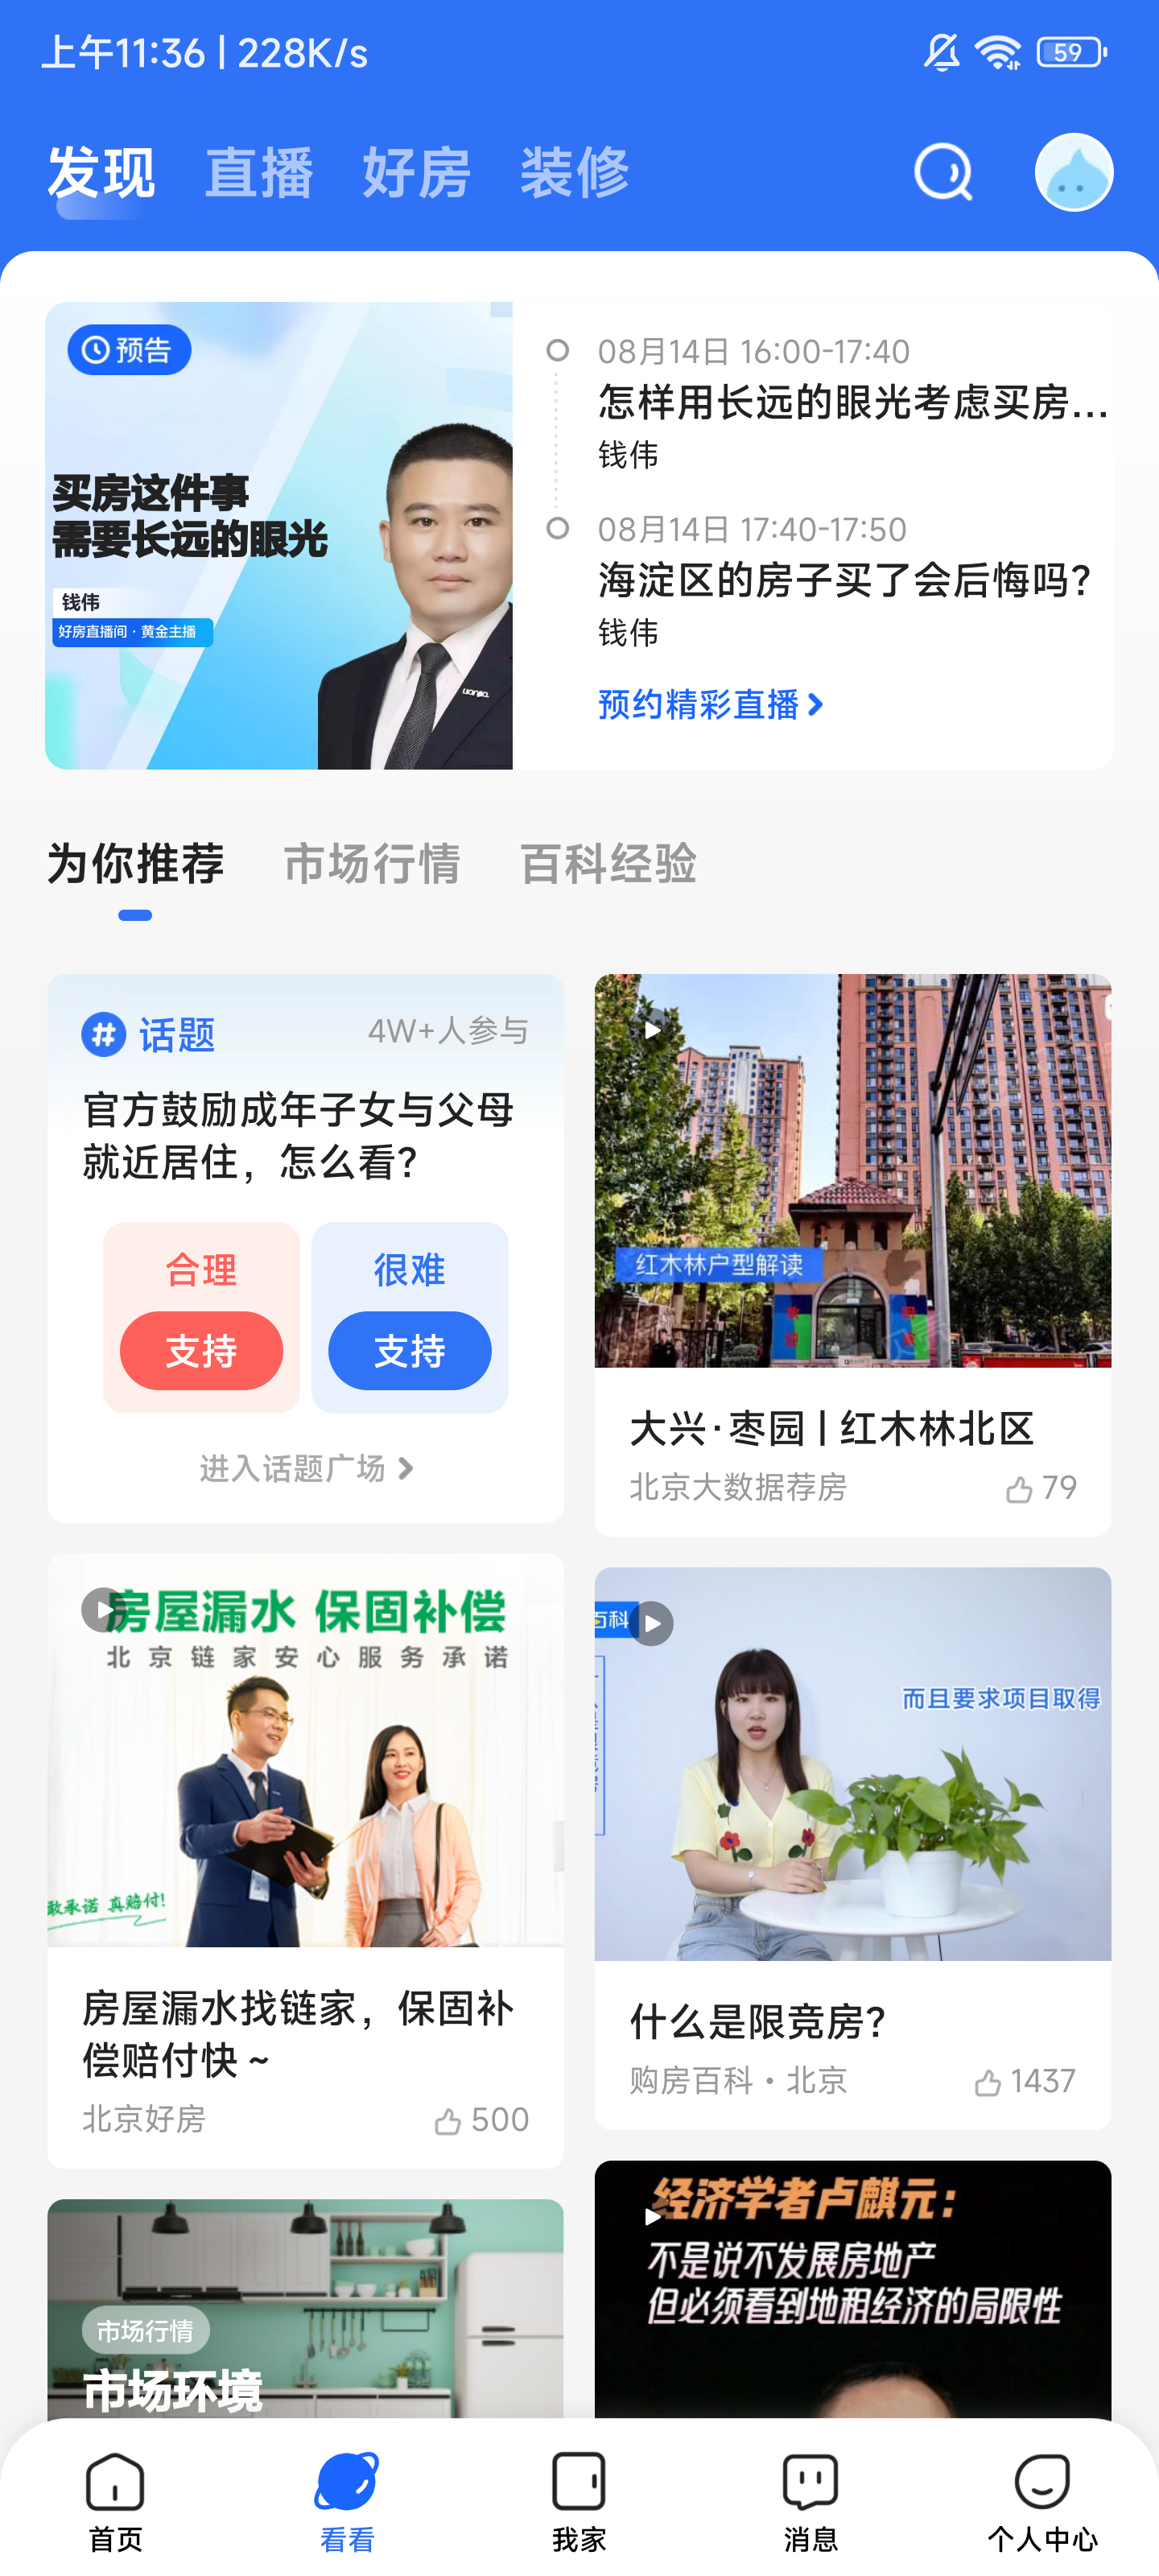 上午11:36 | 228K/s
59
发现 直播 好房 装修
预告
买房这件事
需要长远的眼光
钱伟
好房直播间·黄金主播
08月14日 16:00-17:40
怎样用长远的眼光考虑买房...
钱伟
08月14日 17:40-17:50
海淀区的房子买了会后悔吗?
钱伟
预约精彩直播
为你推荐 市场行情 百科经验
# 话题 4W+人参与
官方鼓励成年子女与父母
就近居住，怎么看?
合理 很难
支持 支持
进入话题广场
红木林户型解读
大兴·枣园 | 红木林北区
北京大数据荐房 79
房屋漏水 保固补偿
北京链家安心服务承诺
敢承诺 真赔付!
房屋漏水找链家，保固补
偿赔付快～
北京好房 500
百科
而且要求项目取得
什么是限竞房?
购房百科·北京 1437
市场行情
市场环境
经济学者卢麒元：
不是说不发展房地产
但必须看到地租经济的局限性
首页 看看 我家 消息 个人中心